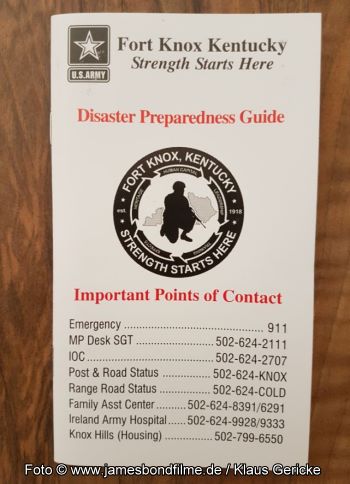 Fort Knox Kentucky
U.S.ARMY
Strength Starts Here
Disaster Preparedness Guide
FORT KNOX, KENTUCKY
HUMAN CAPITAL
est. 1918
STRENGTH STARTS HERE
Important Points of Contact
Emergency ........................................ 911
MP Desk SGT ....................... 502-624-2111
IOC .................................... 502-624-2707
Post & Road Status ............... 502-624-KNOX
Range Road Status ............... 502-624-COLD
Family Asst Center ......... 502-624-8391/6291
Ireland Army Hospital ...... 502-624-9928/9333
Knox Hills (Housing) ............... 502-799-6550
Foto © www.jamesbondfilme.de / Klaus Gericke